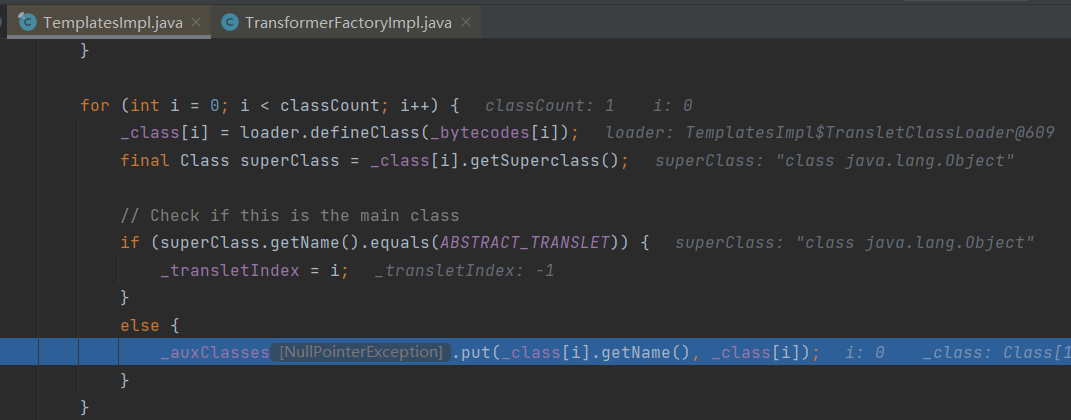 TemplatesImpl.java × TransformerFactoryImpl.java ×
}
for (int i = 0; i < classCount; i++) { classCount: 1 i: 0
_class[i] = loader.defineClass(_bytecodes[i]); loader: TemplatesImpl$TransletClassLoader@609
final Class superClass = _class[i].getSuperclass(); superClass: "class java.lang.Object"
// Check if this is the main class
if (superClass.getName().equals(ABSTRACT_TRANSLET)) { superClass: "class java.lang.Object"
_transletIndex = i; _transletIndex: -1
}
else {
_auxClasses[NullPointerException].put(_class[i].getName(), _class[i]); i: 0 _class: Class[1
}
}